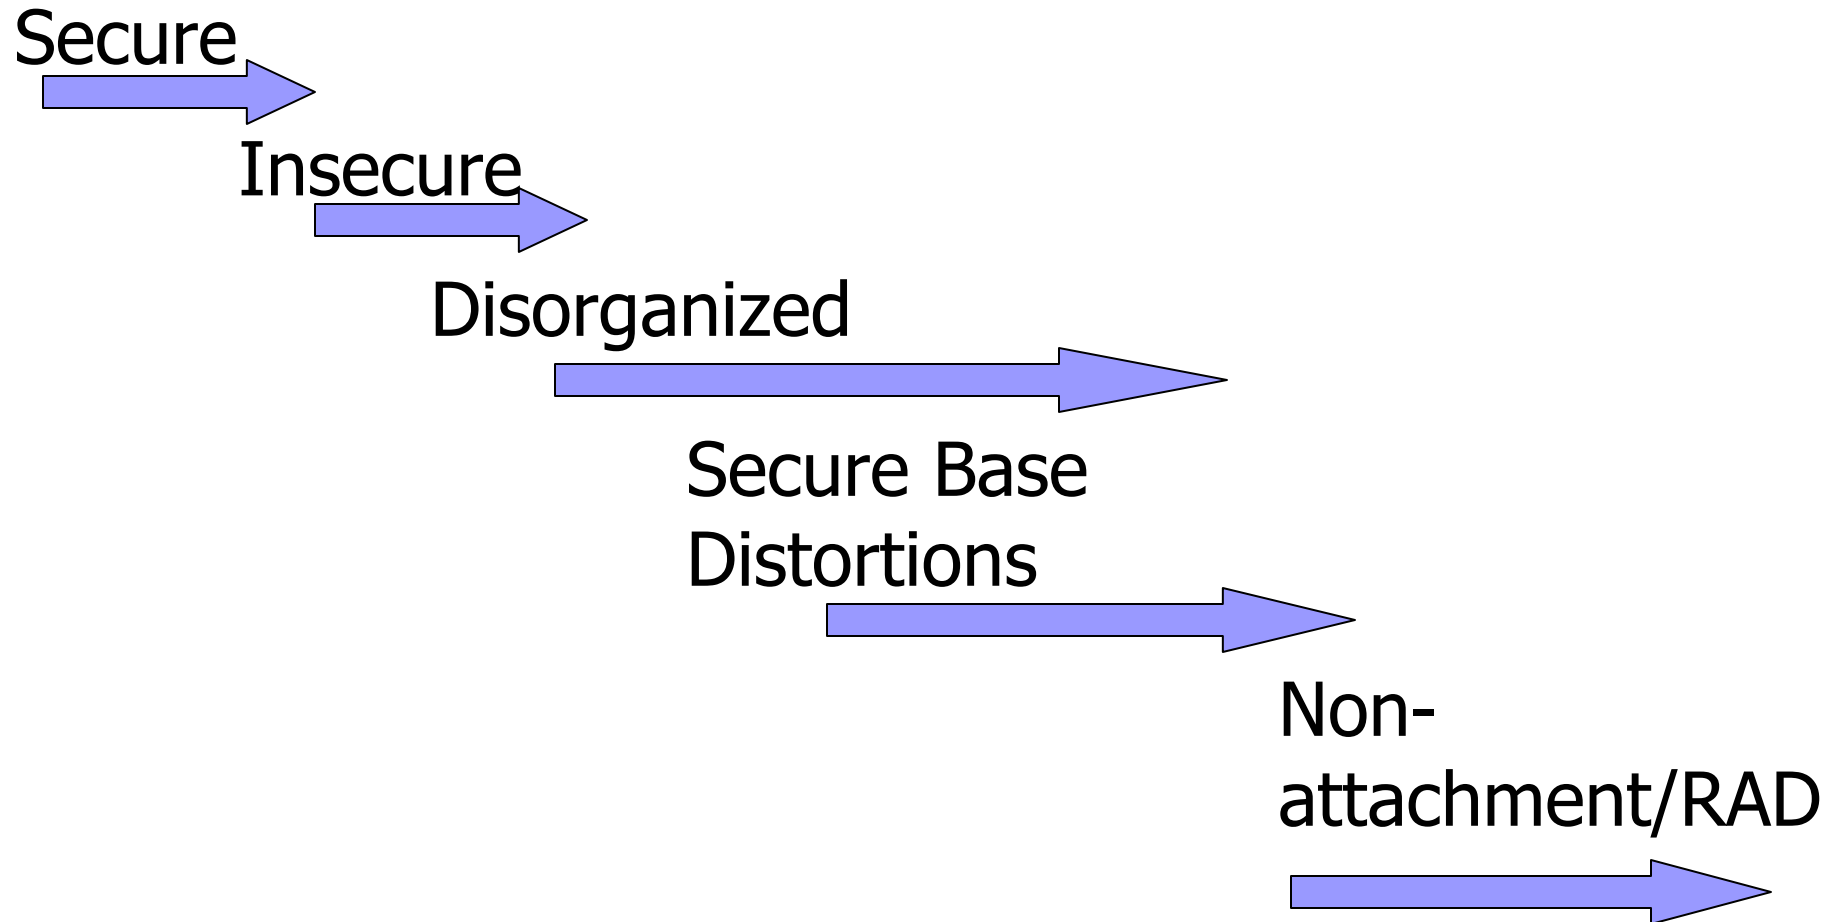 Secure
Insecure
Disorganized
Secure Base
Distortions
Non-
attachment/RAD